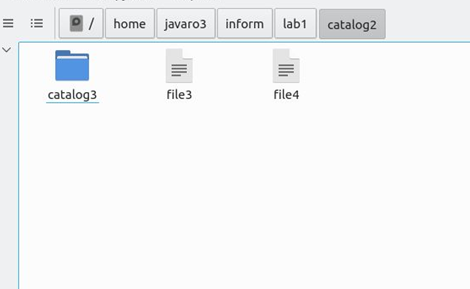 / home javaro3 inform lab1 catalog2
catalog3 file3 file4